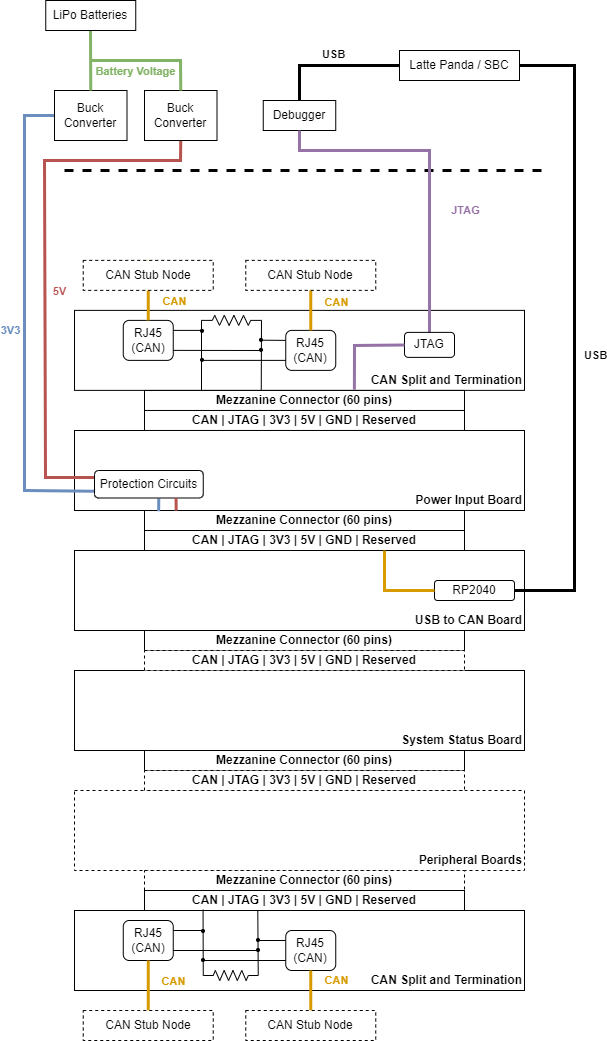 LiPo Batteries
USB
Latte Panda / SBC
Battery Voltage
Buck
Converter
Buck
Converter
Debugger
JTAG
CAN Stub Node
CAN Stub Node
5V
CAN
CAN
3V3
RJ45
(CAN)
RJ45
(CAN)
JTAG
USB
CAN Split and Termination
Mezzanine Connector (60 pins)
CAN | JTAG | 3V3 | 5V | GND | Reserved
Protection Circuits
Power Input Board
Mezzanine Connector (60 pins)
CAN | JTAG | 3V3 | 5V | GND | Reserved
RP2040
USB to CAN Board
Mezzanine Connector (60 pins)
CAN | JTAG | 3V3 | 5V | GND | Reserved
System Status Board
Mezzanine Connector (60 pins)
CAN | JTAG | 3V3 | 5V | GND | Reserved
Peripheral Boards
Mezzanine Connector (60 pins)
CAN | JTAG | 3V3 | 5V | GND | Reserved
RJ45
(CAN)
RJ45
(CAN)
CAN Split and Termination
CAN
CAN
CAN Stub Node
CAN Stub Node